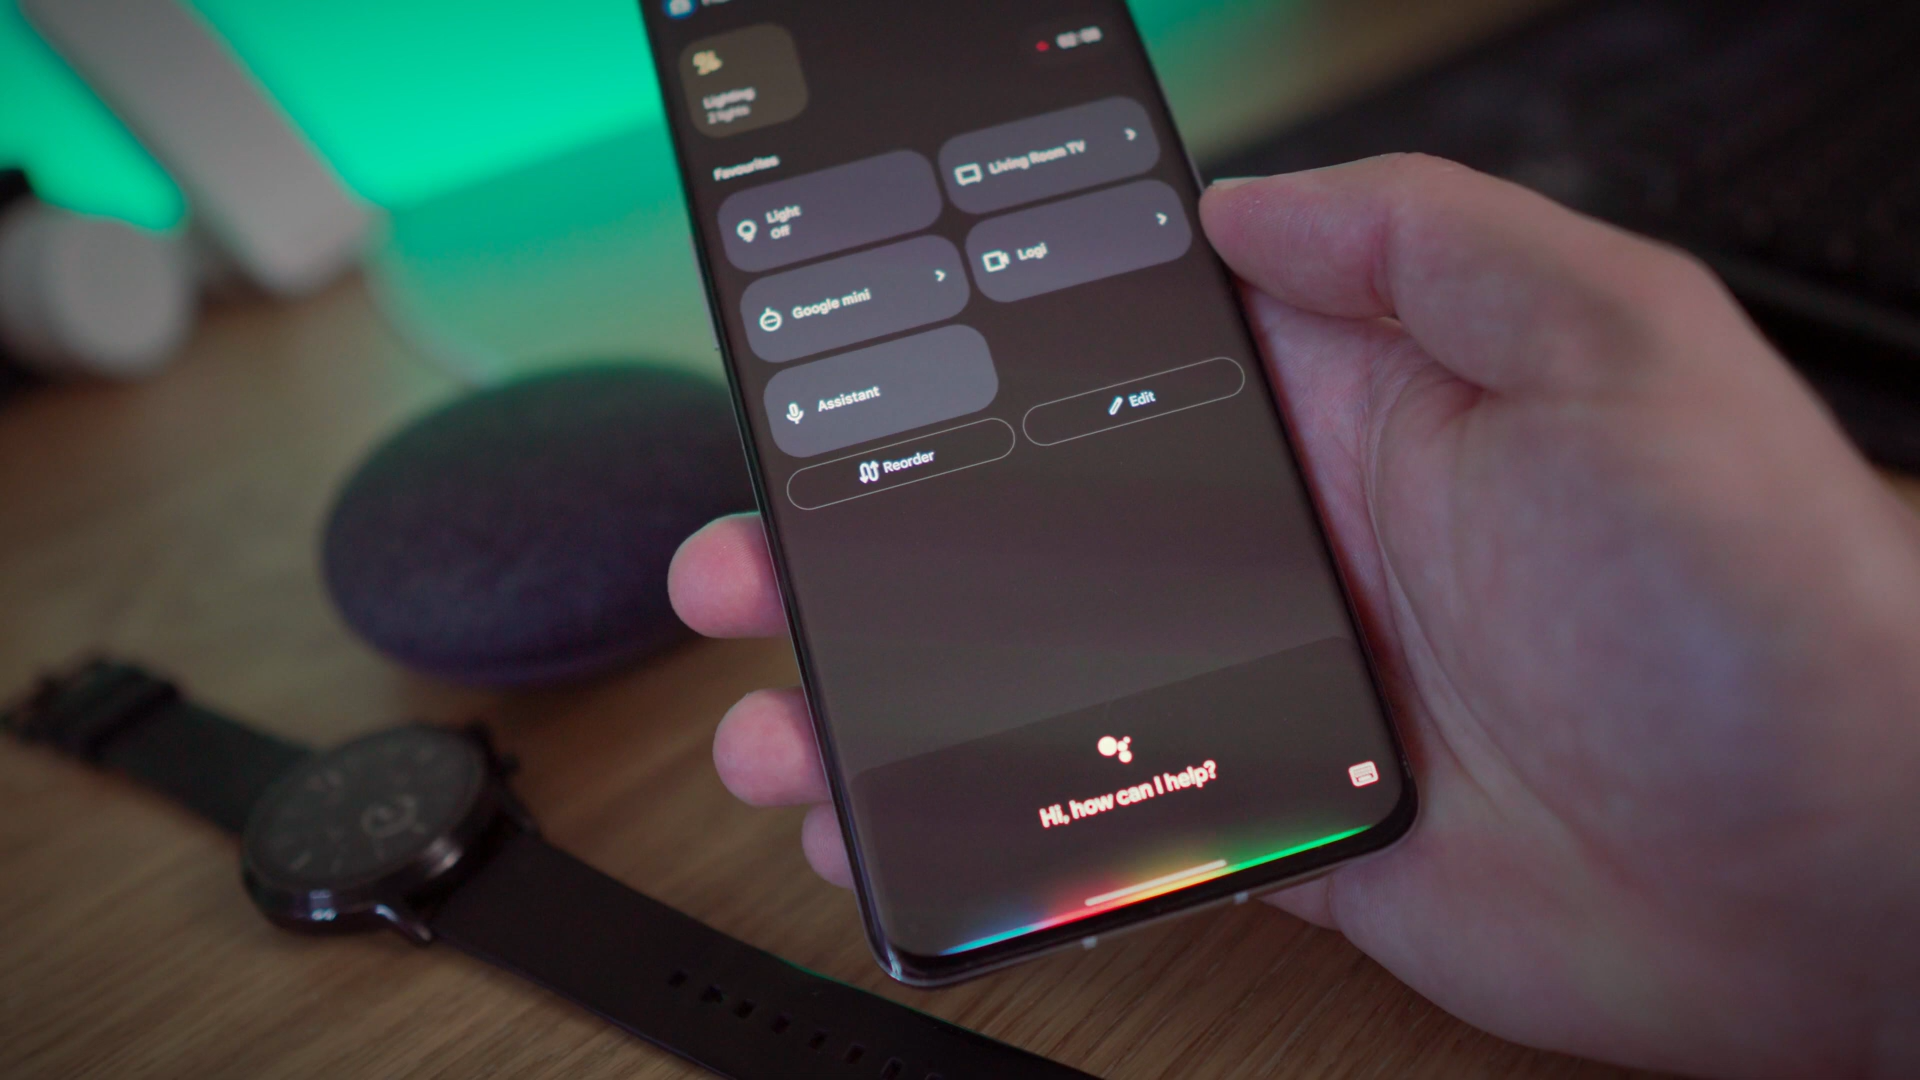 Lighting
2 lights
Favourites
Light
Off
Living Room TV
Google mini
Logi
Assistant
Reorder
Edit
Hi, how can I help?